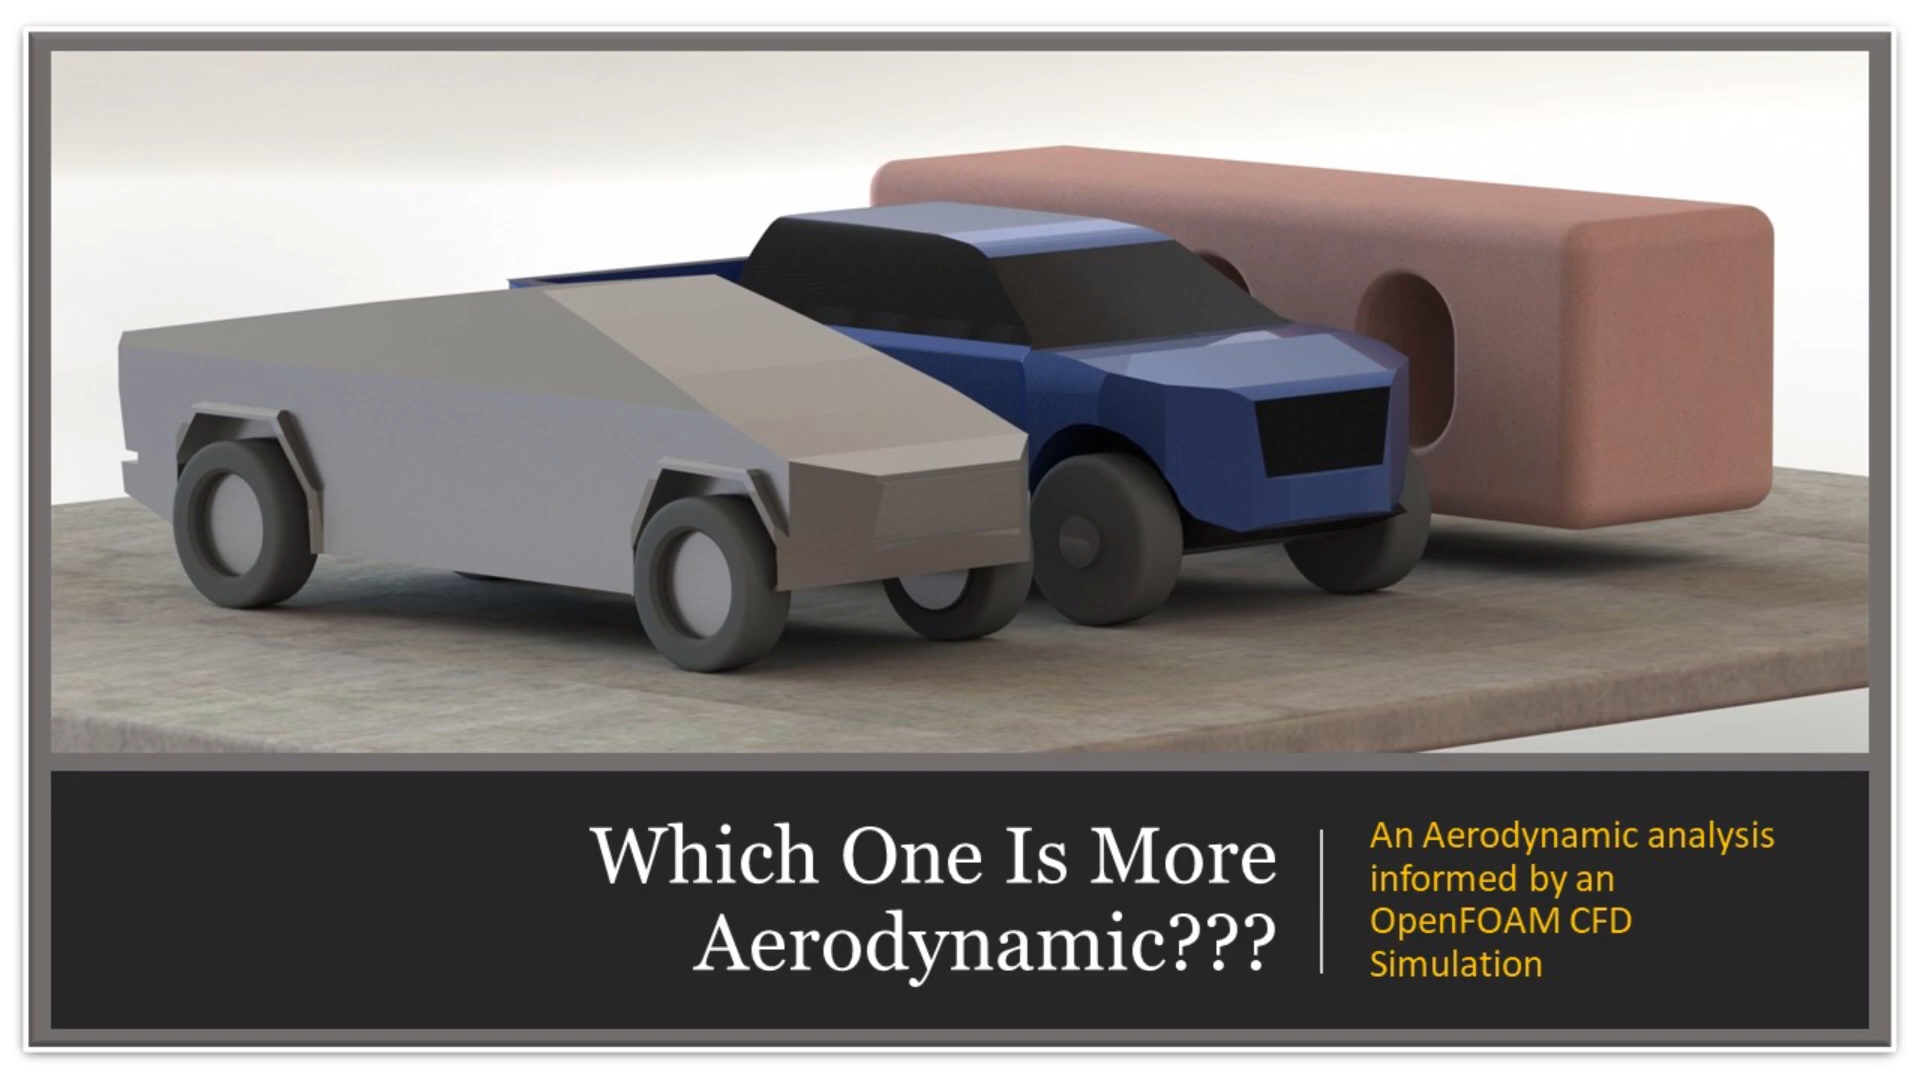 Which One Is More
Aerodynamic???
An Aerodynamic analysis
informed by an
OpenFOAM CFD
Simulation